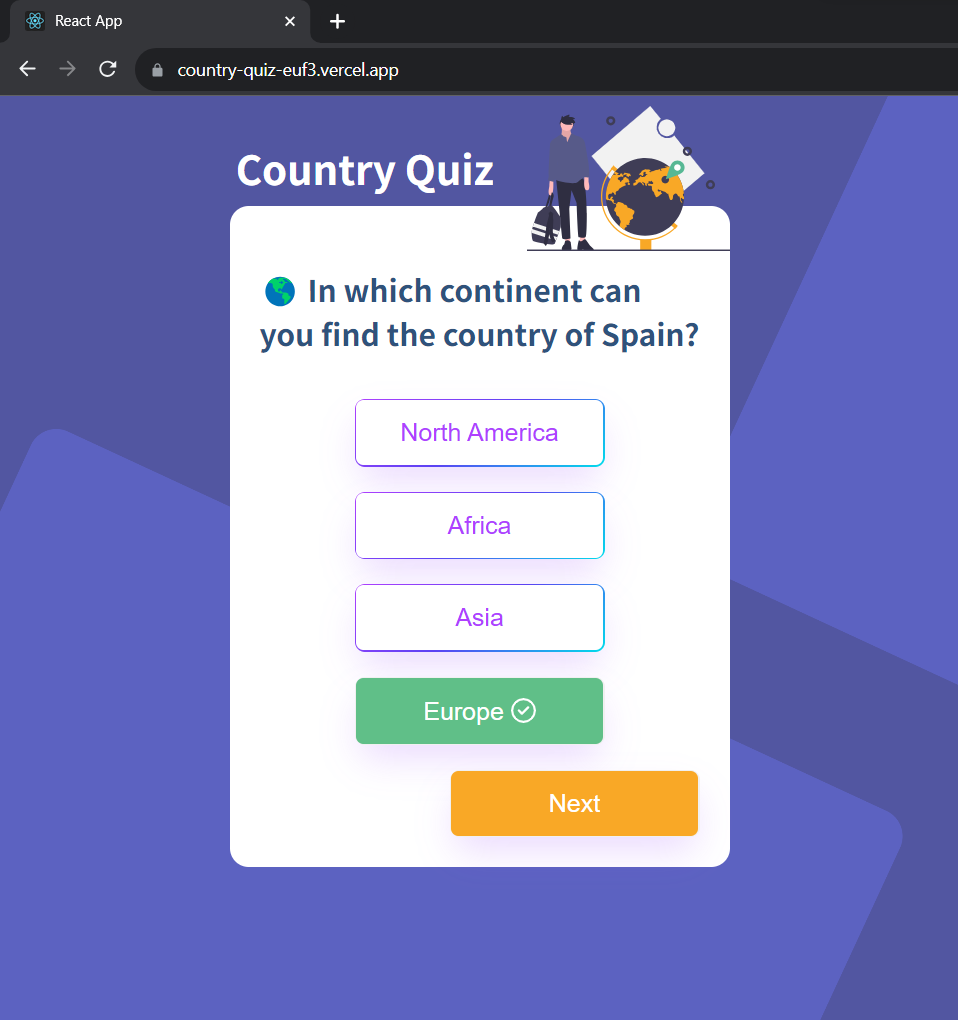 React App
country-quiz-euf3.vercel.app
Country Quiz
In which continent can
you find the country of Spain?
North America
Africa
Asia
Europe
Next